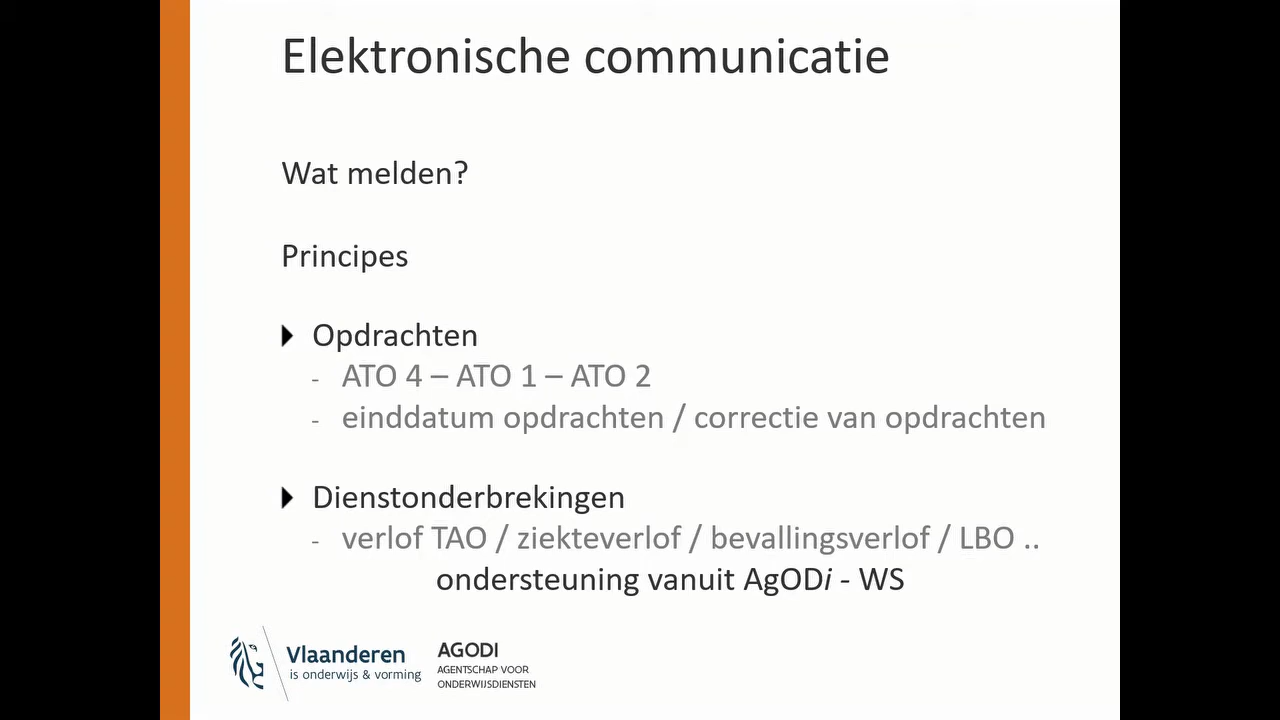 Elektronische communicatie
Wat melden?
Principes
Opdrachten
- ATO 4 – ATO 1 – ATO 2
- einddatum opdrachten / correctie van opdrachten
Dienstonderbrekingen
- verlof TAO / ziekteverlof / bevallingsverlof / LBO ..
ondersteuning vanuit AgODi - WS
Vlaanderen
is onderwijs & vorming
AGODI
AGENTSCHAP VOOR
ONDERWIJSDIENSTEN